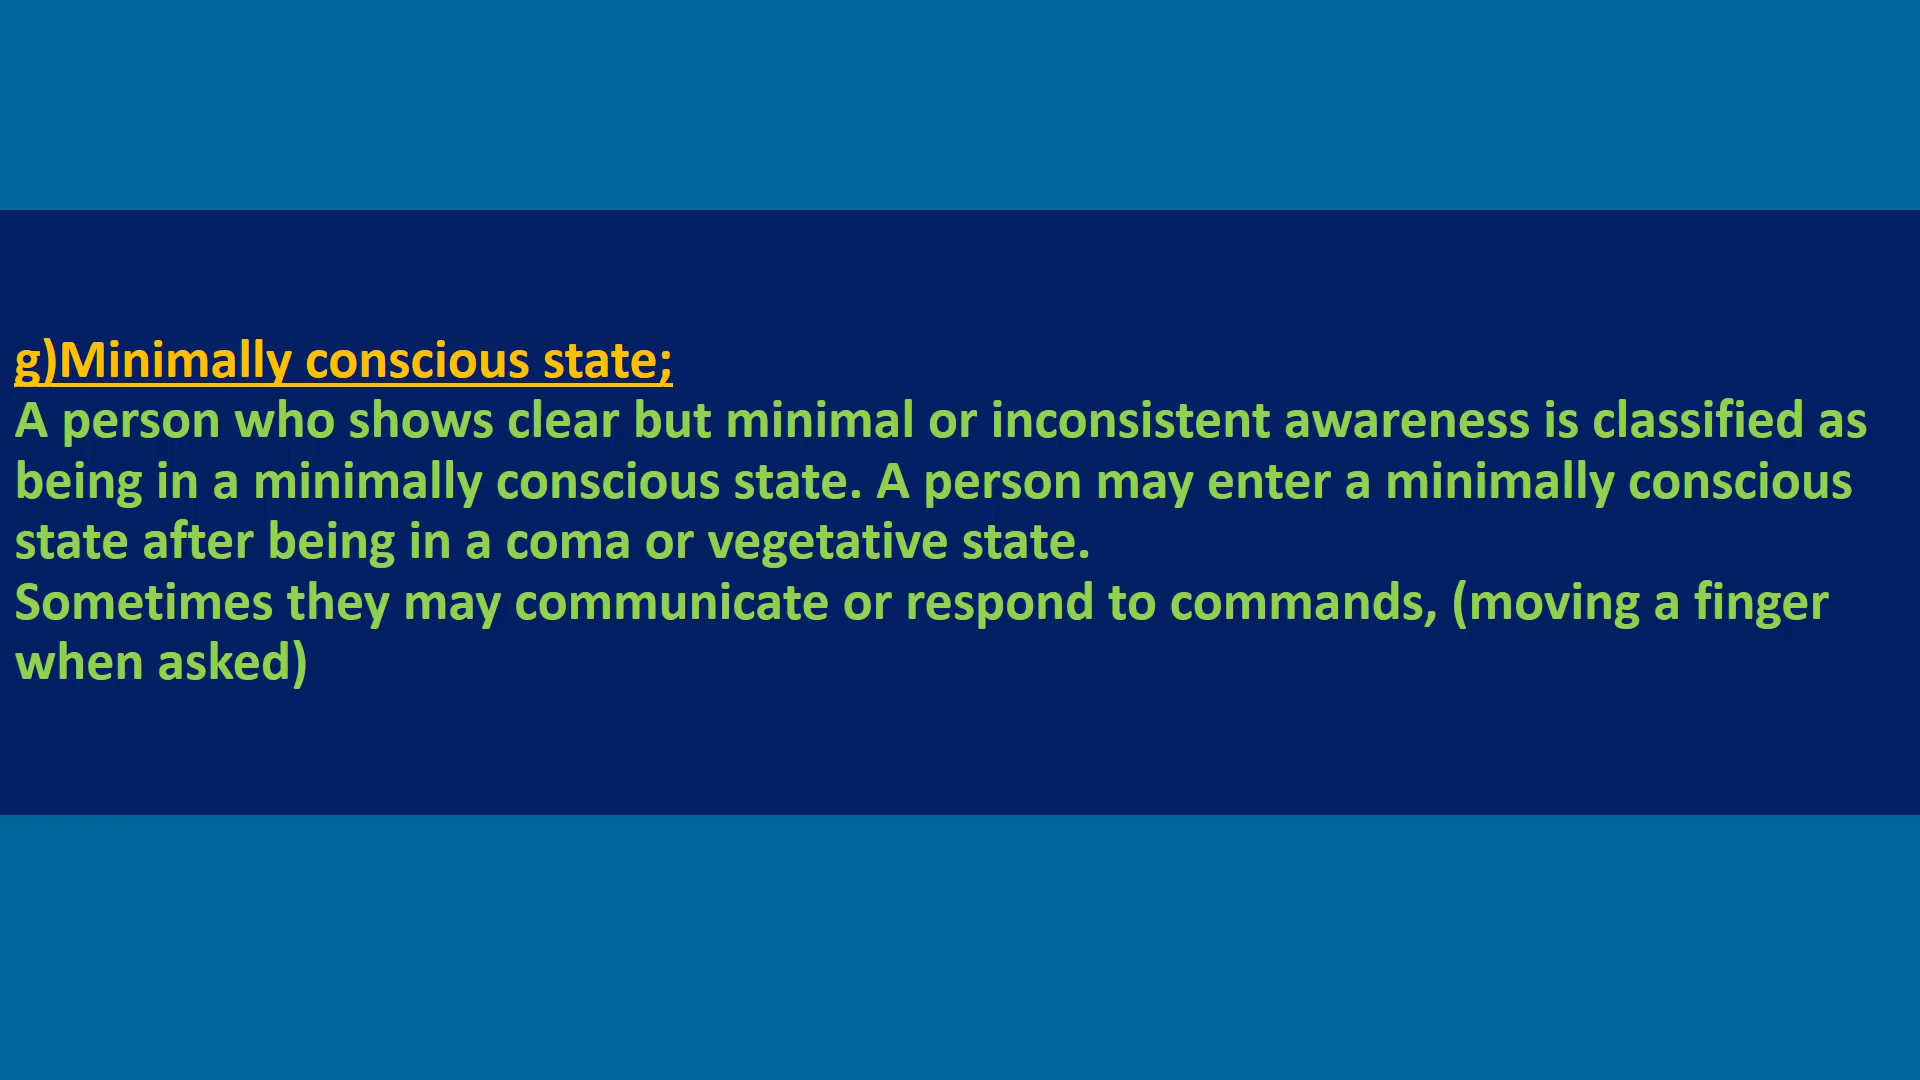 g)Minimally conscious state;
A person who shows clear but minimal or inconsistent awareness is classified as
being in a minimally conscious state. A person may enter a minimally conscious
state after being in a coma or vegetative state.
Sometimes they may communicate or respond to commands, (moving a finger
when asked)